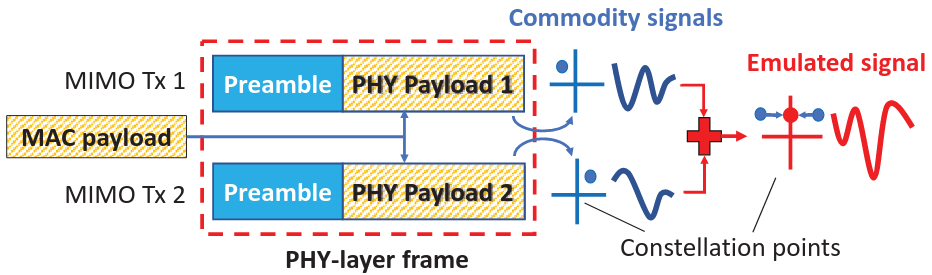 Commodity signals
MIMO Tx 1
Preamble
PHY Payload 1
Emulated signal
MAC payload
MIMO Tx 2
Preamble
PHY Payload 2
Constellation points
PHY-layer frame